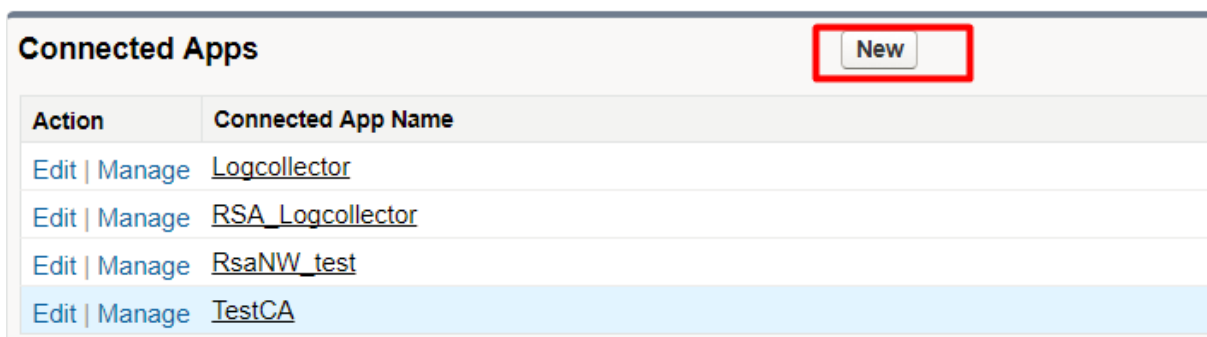 Connected Apps New
Action Connected App Name
Edit | Manage Logcollector
Edit | Manage RSA_Logcollector
Edit | Manage RsaNW_test
Edit | Manage TestCA